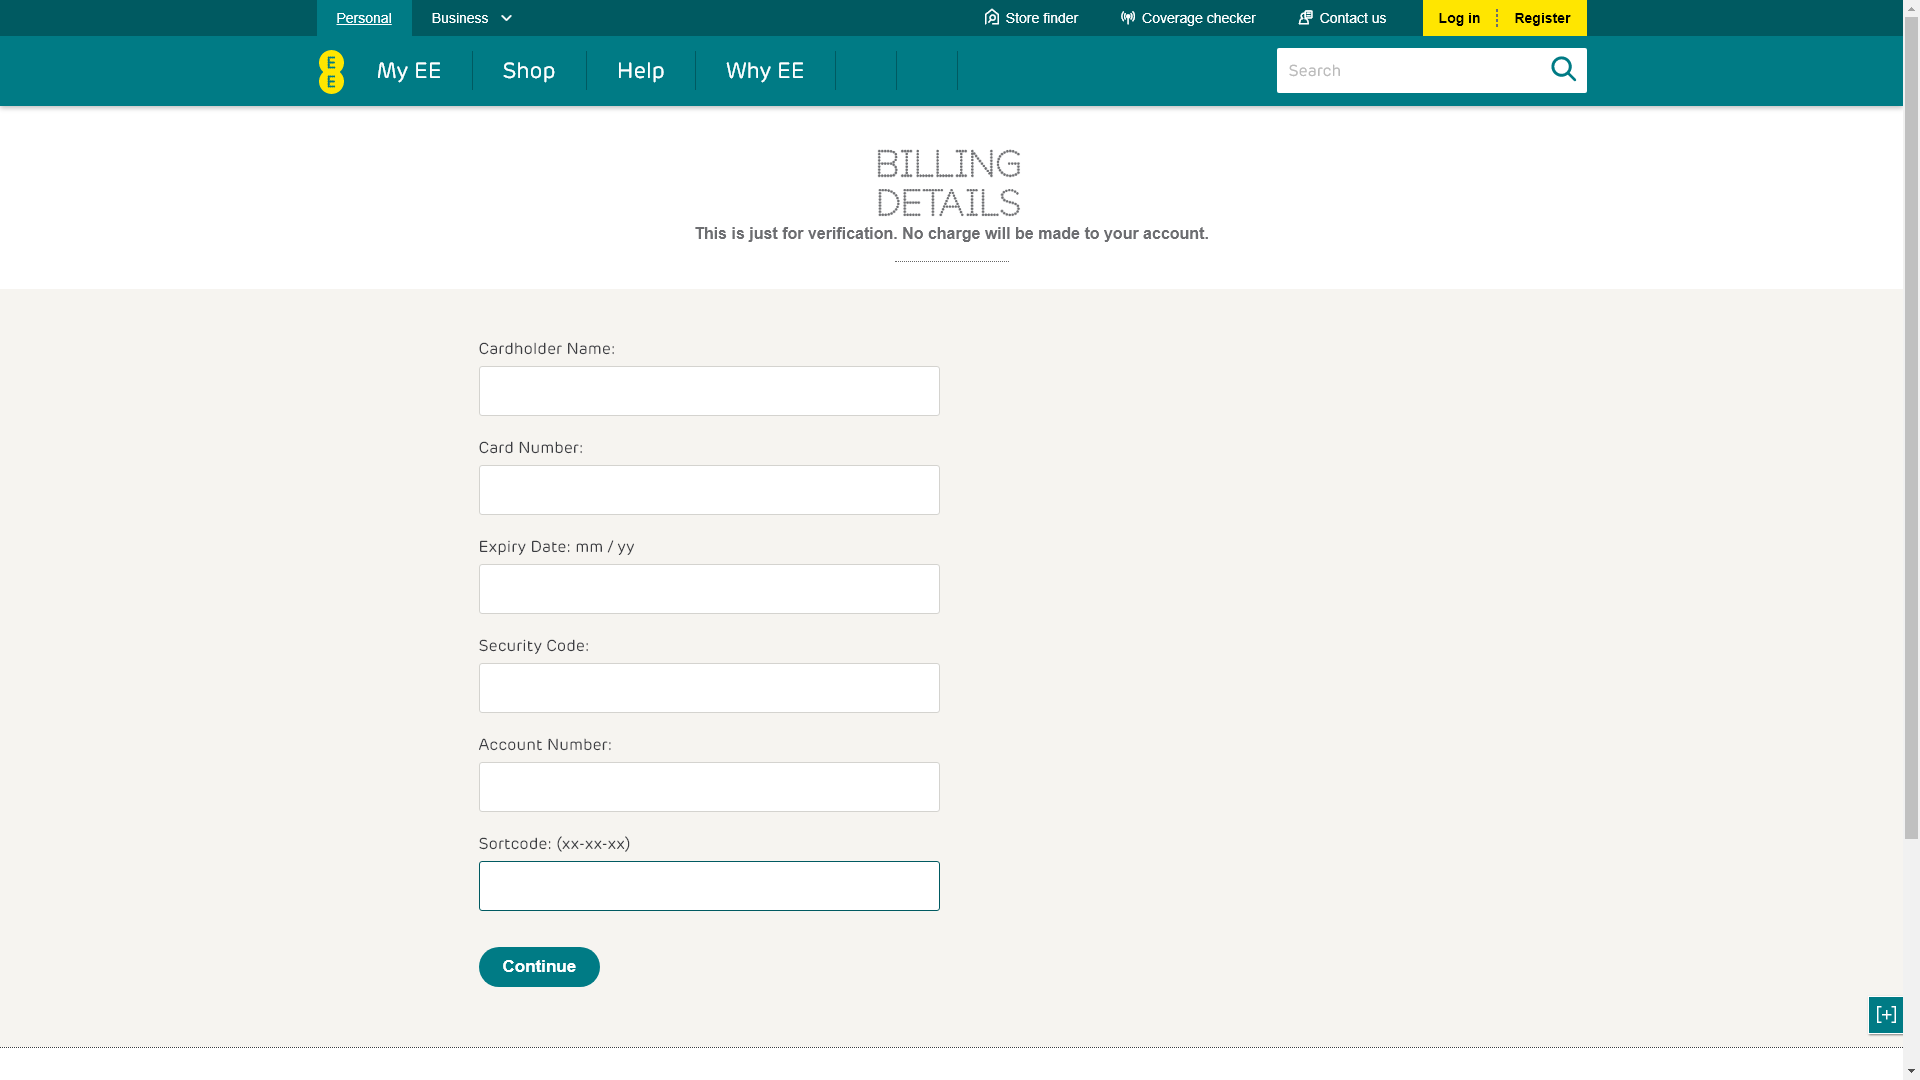 Personal
Business
Store finder
Coverage checker
Contact us
Log in
Register
E
E
My EE
Shop
Help
Why EE
Search
BILLING
DETAILS
This is just for verification. No charge will be made to your account.
Cardholder Name:
Card Number:
Expiry Date: mm / yy
Security Code:
Account Number:
Sortcode: (xx-xx-xx)
Continue
[+]